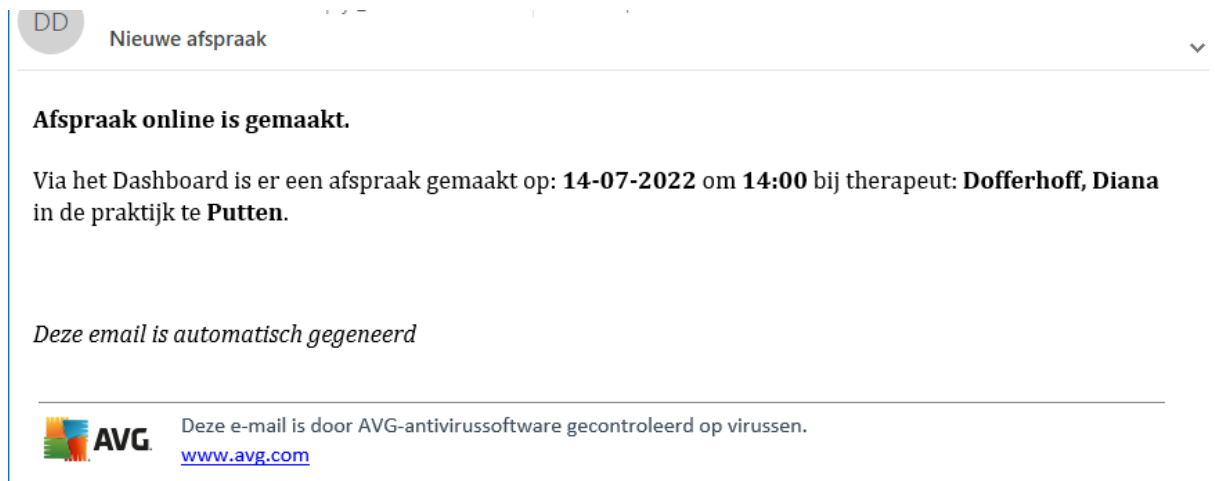 DD
Nieuwe afspraak
Afspraak online is gemaakt.
Via het Dashboard is er een afspraak gemaakt op: 14-07-2022 om 14:00 bij therapeut: Dofferhoff, Diana
in de praktijk te Putten.
Deze email is automatisch gegeneerd
AVG.
Deze e-mail is door AVG-antivirussoftware gecontroleerd op virussen.
www.avg.com